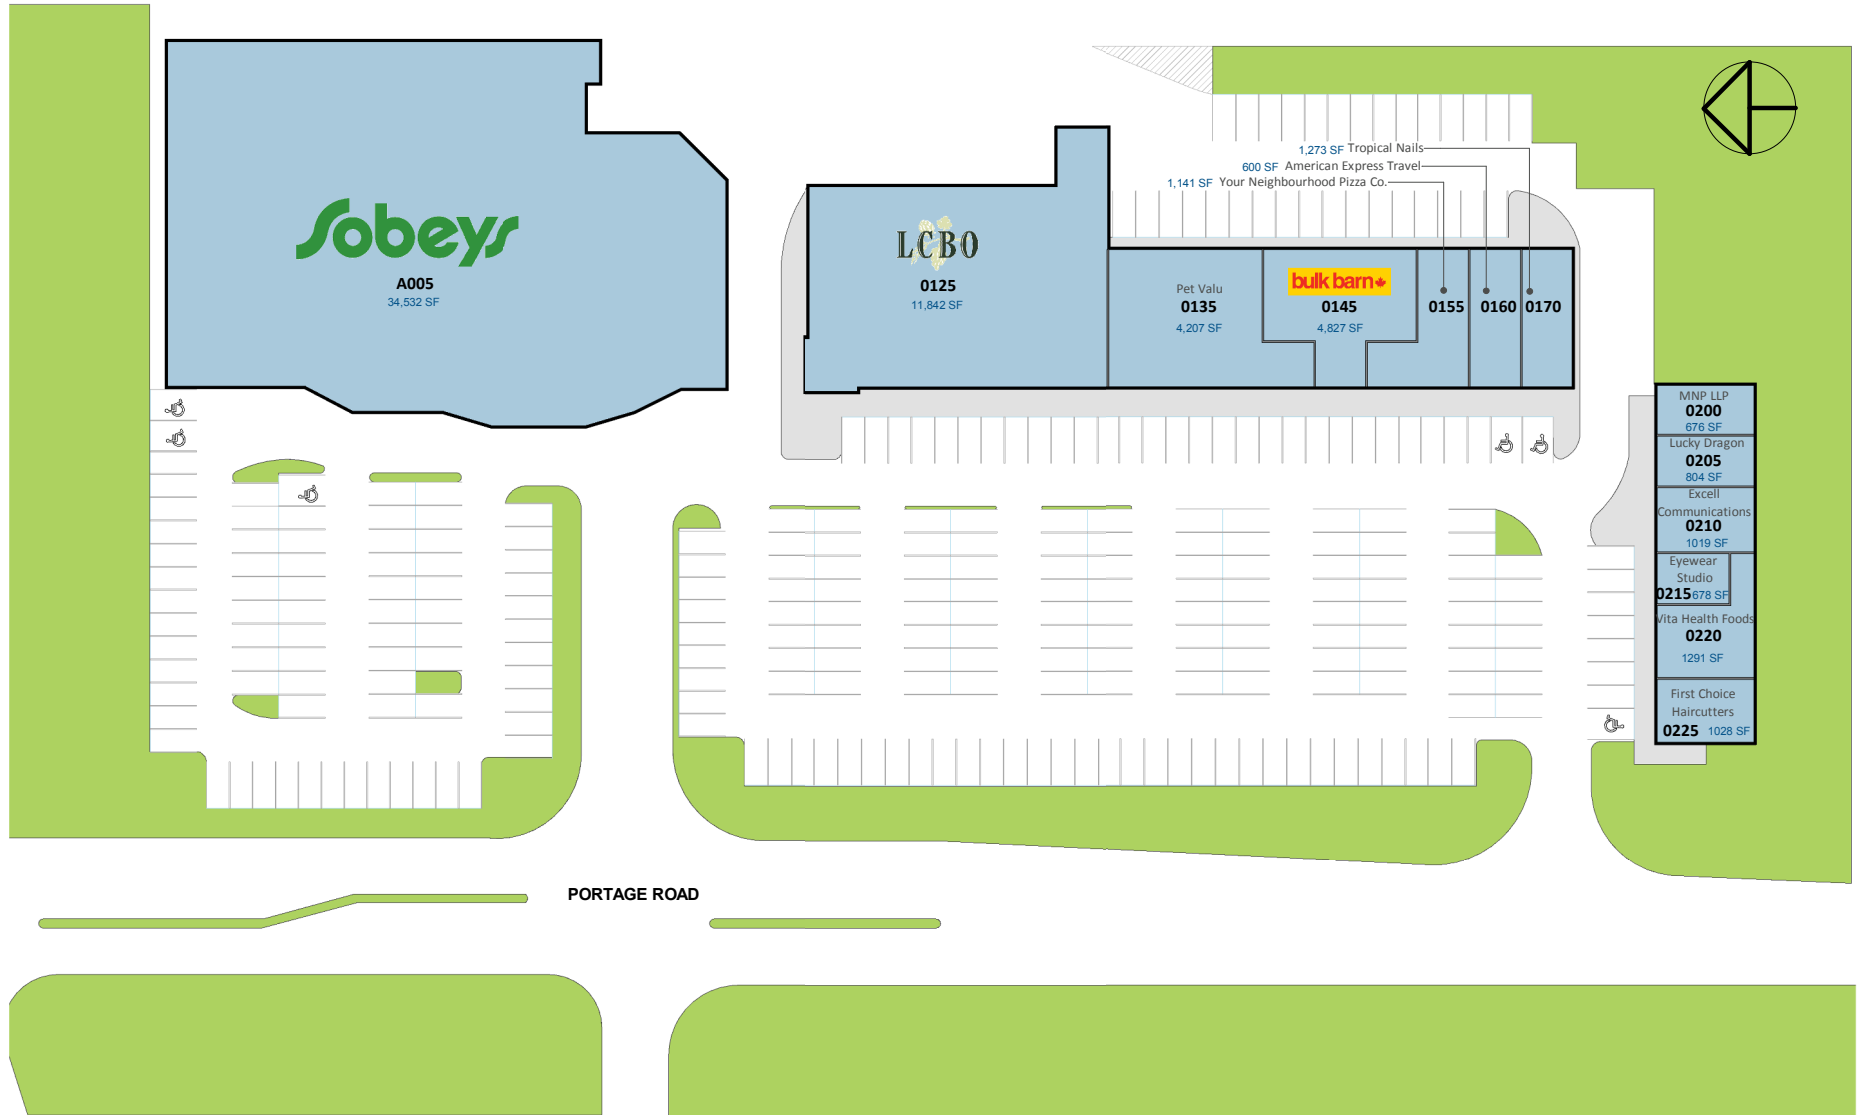 Sobeys
A005
34,532 SF
LCBO
0125
11,842 SF
1,273 SF Tropical Nails
600 SF American Express Travel
1,141 SF Your Neighbourhood Pizza Co.
Pet Valu
0135
4,207 SF
bulk barn
0145
4,827 SF
0155
0160
0170
MNP LLP
0200
676 SF
Lucky Dragon
0205
804 SF
Excell
Communications
0210
1019 SF
Eyewear
Studio
0215 678 SF
Vita Health Foods
0220
1291 SF
First Choice
Haircutters
0225 1028 SF
PORTAGE ROAD